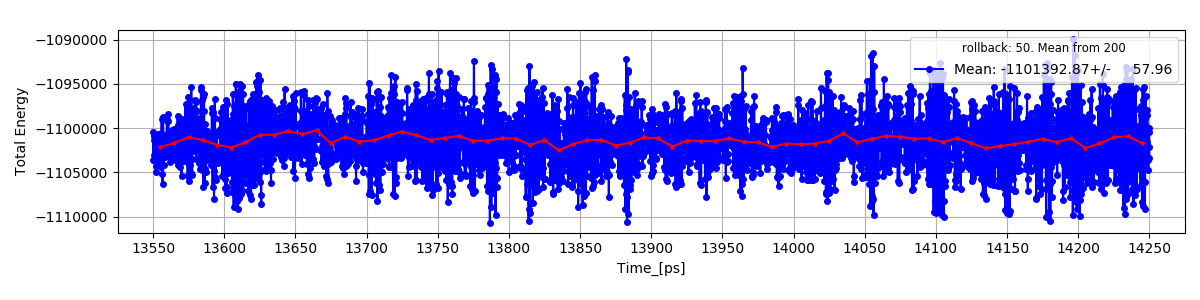 rollback: 50. Mean from 200
Mean: -1101392.87+/-     57.96
Total Energy
−1090000
−1095000
−1100000
−1105000
−1110000
13550 13600 13650 13700 13750 13800 13850 13900 13950 14000 14050 14100 14150 14200 14250
Time_[ps]